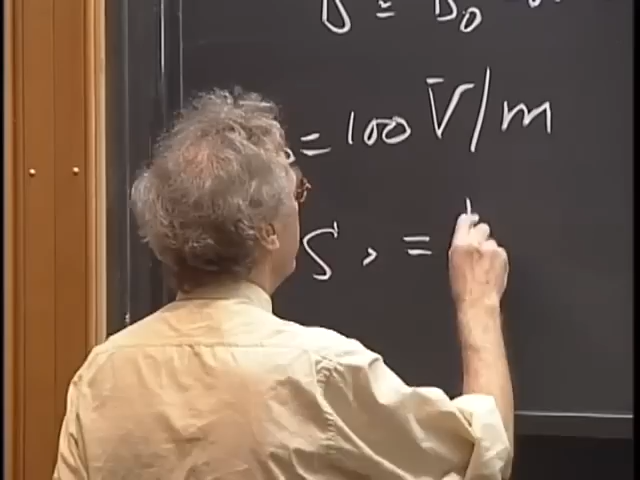 B = B₀
= 100 V/m
S > =